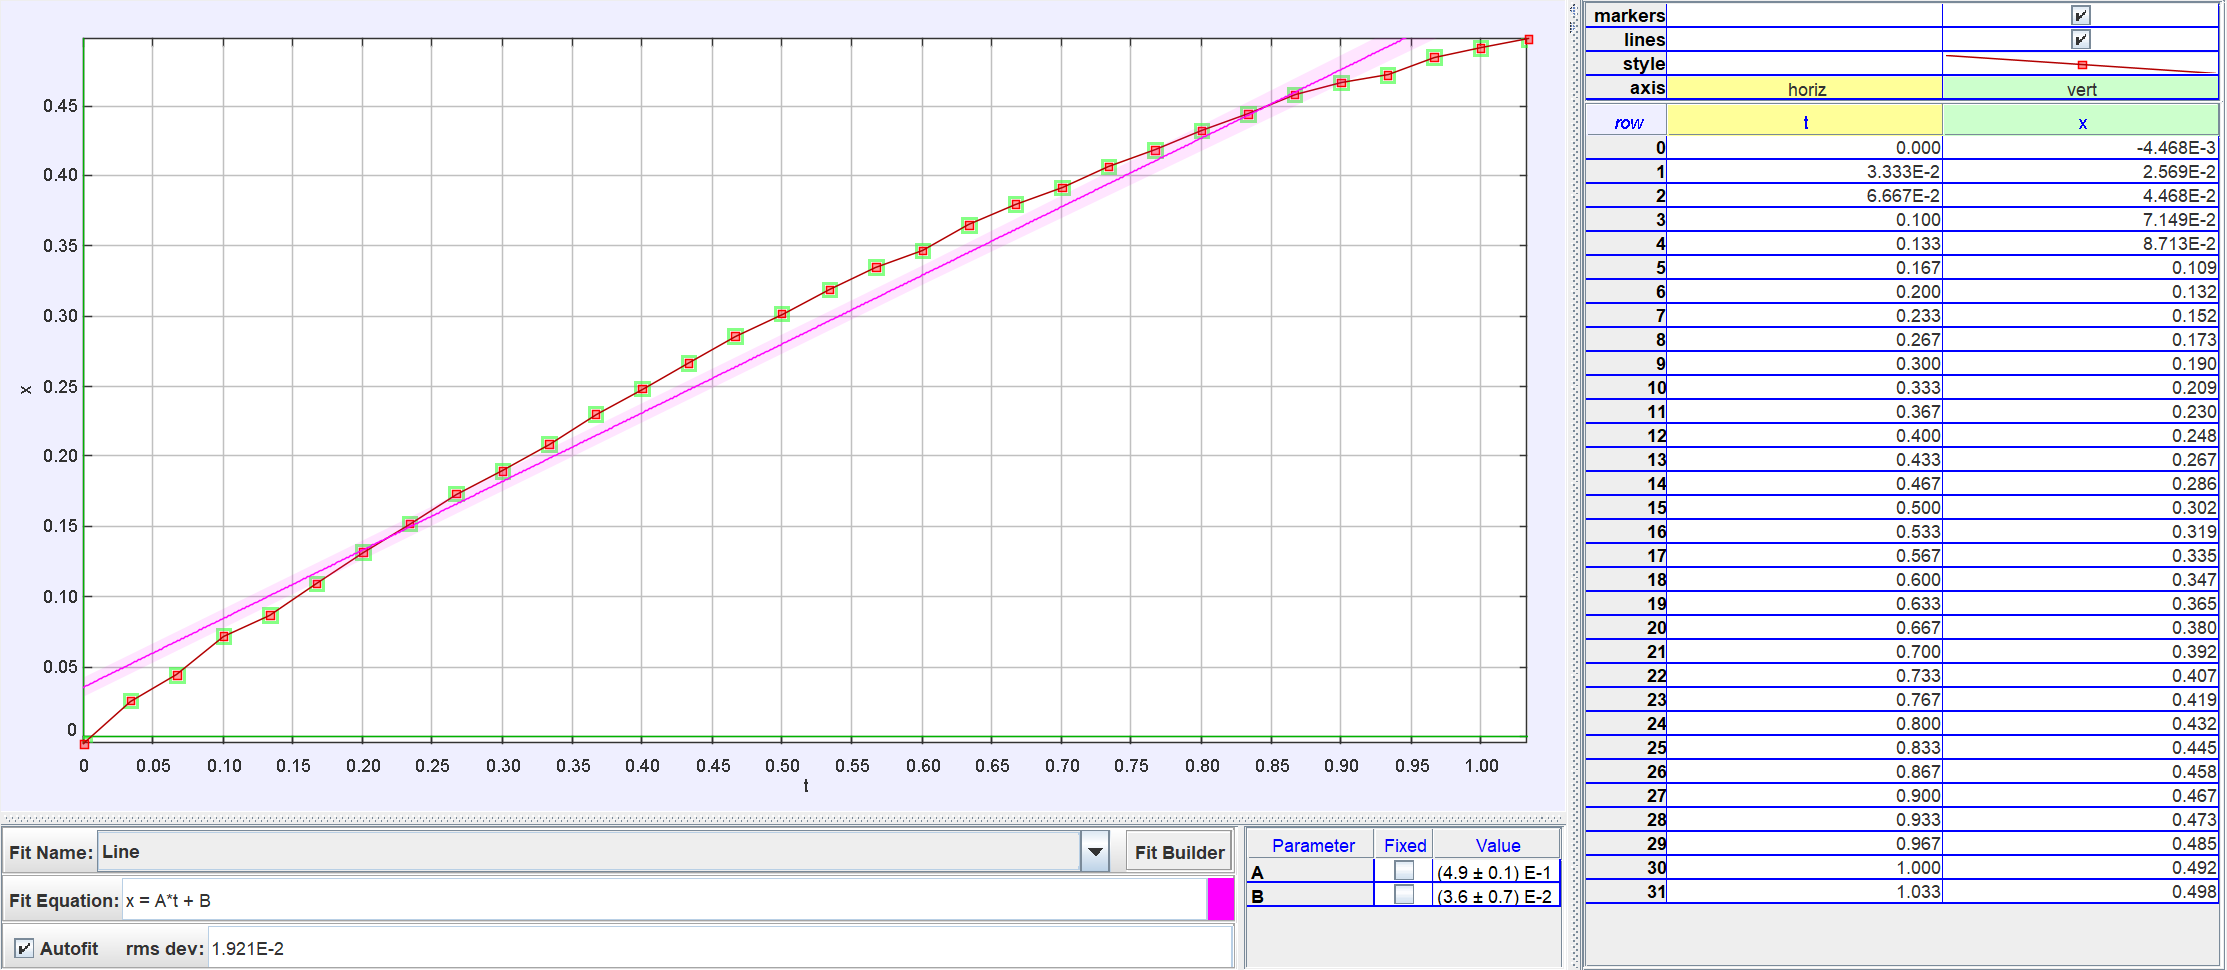 0.45
0.40
0.35
0.30
0.25
0.20
0.15
0.10
0.05
0
x
0 0.05 0.10 0.15 0.20 0.25 0.30 0.35 0.40 0.45 0.50 0.55 0.60 0.65 0.70 0.75 0.80 0.85 0.90 0.95 1.00
t
Fit Name: Line Fit Builder
Fit Equation: x = A*t + B
Autofit rms dev: 1.921E-2
Parameter Fixed Value
A (4.9 ± 0.1) E-1
B (3.6 ± 0.7) E-2
markers
lines
style
axis horiz vert
row t x
0 0.000 -4.468E-3
1 3.333E-2 2.569E-2
2 6.667E-2 4.468E-2
3 0.100 7.149E-2
4 0.133 8.713E-2
5 0.167 0.109
6 0.200 0.132
7 0.233 0.152
8 0.267 0.173
9 0.300 0.190
10 0.333 0.209
11 0.367 0.230
12 0.400 0.248
13 0.433 0.267
14 0.467 0.286
15 0.500 0.302
16 0.533 0.319
17 0.567 0.335
18 0.600 0.347
19 0.633 0.365
20 0.667 0.380
21 0.700 0.392
22 0.733 0.407
23 0.767 0.419
24 0.800 0.432
25 0.833 0.445
26 0.867 0.458
27 0.900 0.467
28 0.933 0.473
29 0.967 0.485
30 1.000 0.492
31 1.033 0.498